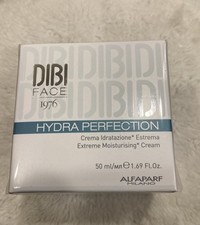 DIBI
FACE
1976
HYDRA PERFECTION
Crema Idratazione* Estrema
Extreme Moisturising* Cream
50 ml/мл ℮ 1.69 Fl.Oz.
ALFAPARF
MILANO